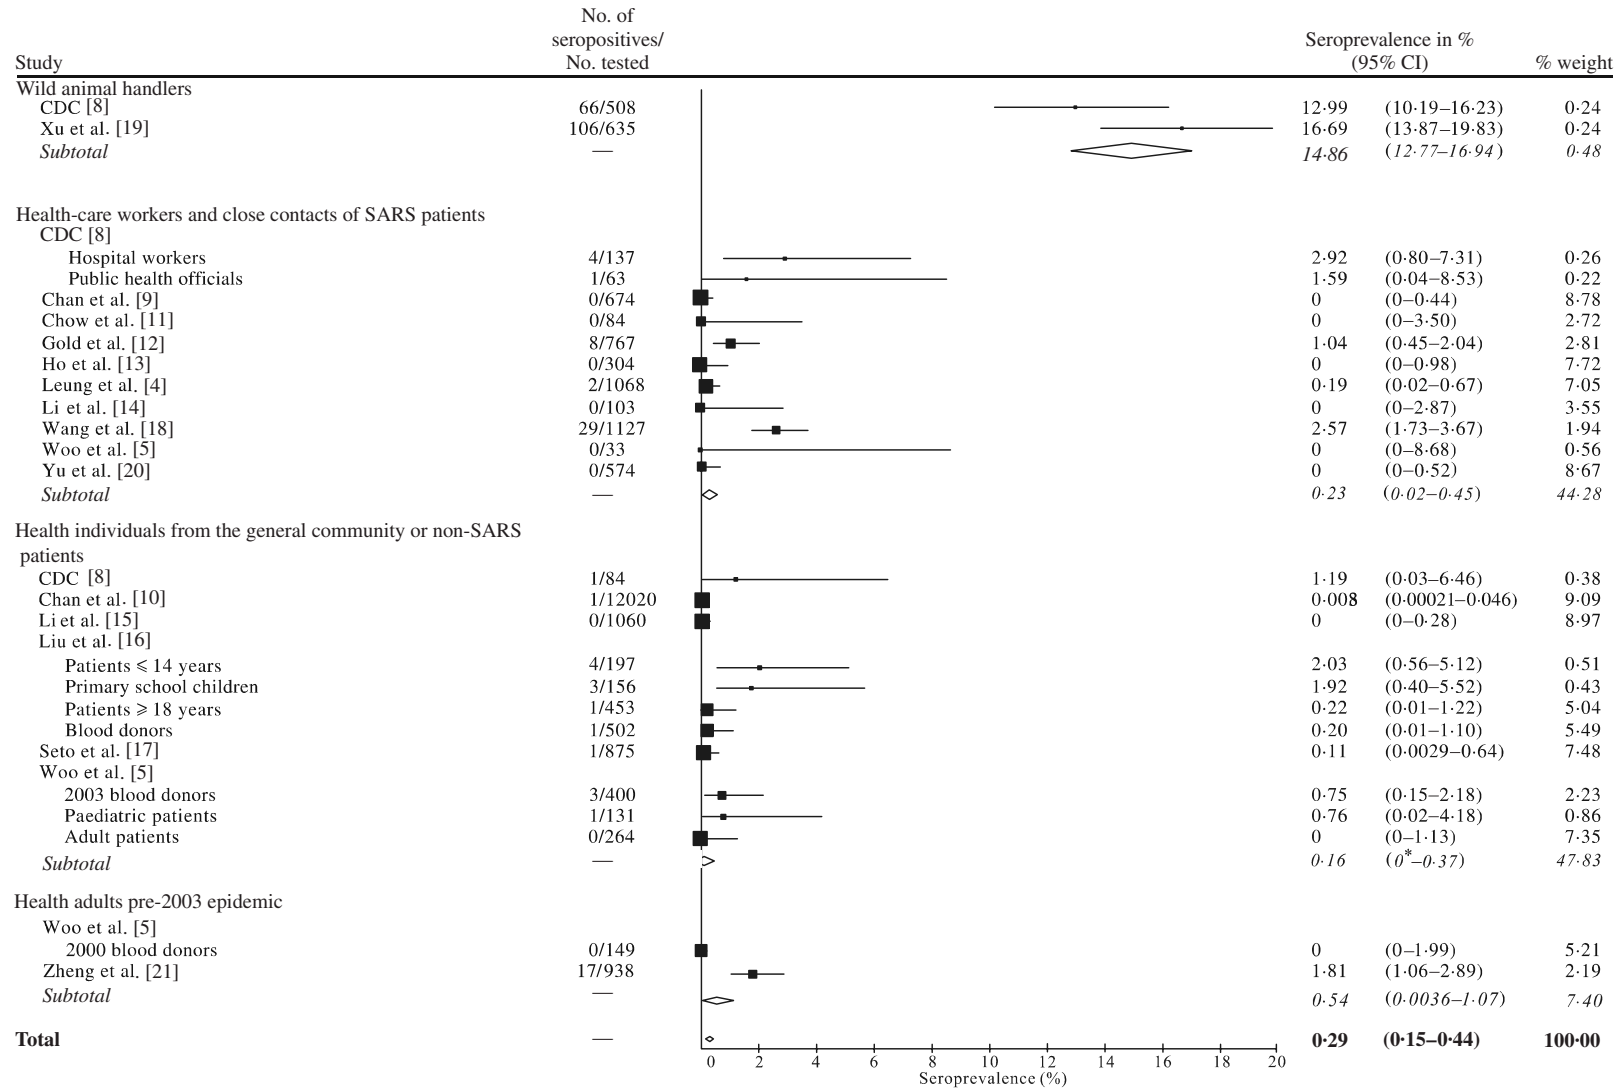 No. of
seropositives/
Seroprevalence in %
Study No. tested (95% CI) % weight
Wild animal handlers
CDC [8] 66/508 12·99 (10·19–16·23) 0·24
Xu et al. [19] 106/635 16·69 (13·87–19·83) 0·24
Subtotal — 14·86 (12·77–16·94) 0·48
Health-care workers and close contacts of SARS patients
CDC [8]
Hospital workers 4/137 2·92 (0·80–7·31) 0·26
Public health officials 1/63 1·59 (0·04–8·53) 0·22
Chan et al. [9] 0/674 0 (0–0·44) 8·78
Chow et al. [11] 0/84 0 (0–3·50) 2·72
Gold et al. [12] 8/767 1·04 (0·45–2·04) 2·81
Ho et al. [13] 0/304 0 (0–0·98) 7·72
Leung et al. [4] 2/1068 0·19 (0·02–0·67) 7·05
Li et al. [14] 0/103 0 (0–2·87) 3·55
Wang et al. [18] 29/1127 2·57 (1·73–3·67) 1·94
Woo et al. [5] 0/33 0 (0–8·68) 0·56
Yu et al. [20] 0/574 0 (0–0·52) 8·67
Subtotal — 0·23 (0·02–0·45) 44·28
Health individuals from the general community or non-SARS
patients
CDC [8] 1/84 1·19 (0·03–6·46) 0·38
Chan et al. [10] 1/12020 0·008 (0·00021–0·046) 9·09
Li et al. [15] 0/1060 0 (0–0·28) 8·97
Liu et al. [16]
Patients ⩽ 14 years 4/197 2·03 (0·56–5·12) 0·51
Primary school children 3/156 1·92 (0·40–5·52) 0·43
Patients ⩾ 18 years 1/453 0·22 (0·01–1·22) 5·04
Blood donors 1/502 0·20 (0·01–1·10) 5·49
Seto et al. [17] 1/875 0·11 (0·0029–0·64) 7·48
Woo et al. [5]
2003 blood donors 3/400 0·75 (0·15–2·18) 2·23
Paediatric patients 1/131 0·76 (0·02–4·18) 0·86
Adult patients 0/264 0 (0–1·13) 7·35
Subtotal — 0·16 (0*–0·37) 47·83
Health adults pre-2003 epidemic
Woo et al. [5]
2000 blood donors 0/149 0 (0–1·99) 5·21
Zheng et al. [21] 17/938 1·81 (1·06–2·89) 2·19
Subtotal — 0·54 (0·0036–1·07) 7·40
Total — 0·29 (0·15–0·44) 100·00
0 2 4 6 8 10 12 14 16 18 20
Seroprevalence (%)